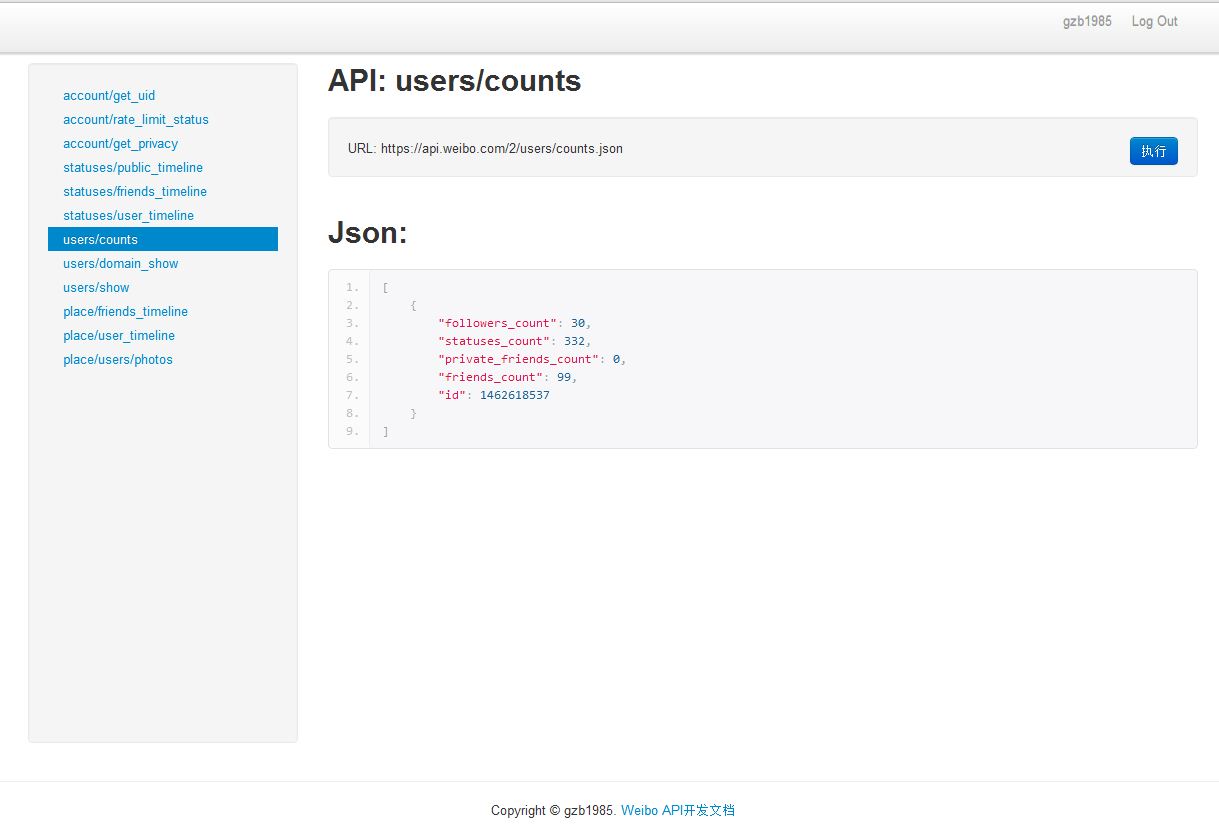 gzb1985 Log Out
account/get_uid
account/rate_limit_status
account/get_privacy
statuses/public_timeline
statuses/friends_timeline
statuses/user_timeline
users/counts
users/domain_show
users/show
place/friends_timeline
place/user_timeline
place/users/photos
API: users/counts
URL: https://api.weibo.com/2/users/counts.json 执行
Json:
1. [
2. {
3. "followers_count": 30,
4. "statuses_count": 332,
5. "private_friends_count": 0,
6. "friends_count": 99,
7. "id": 1462618537
8. }
9. ]
Copyright © gzb1985. Weibo API开发文档